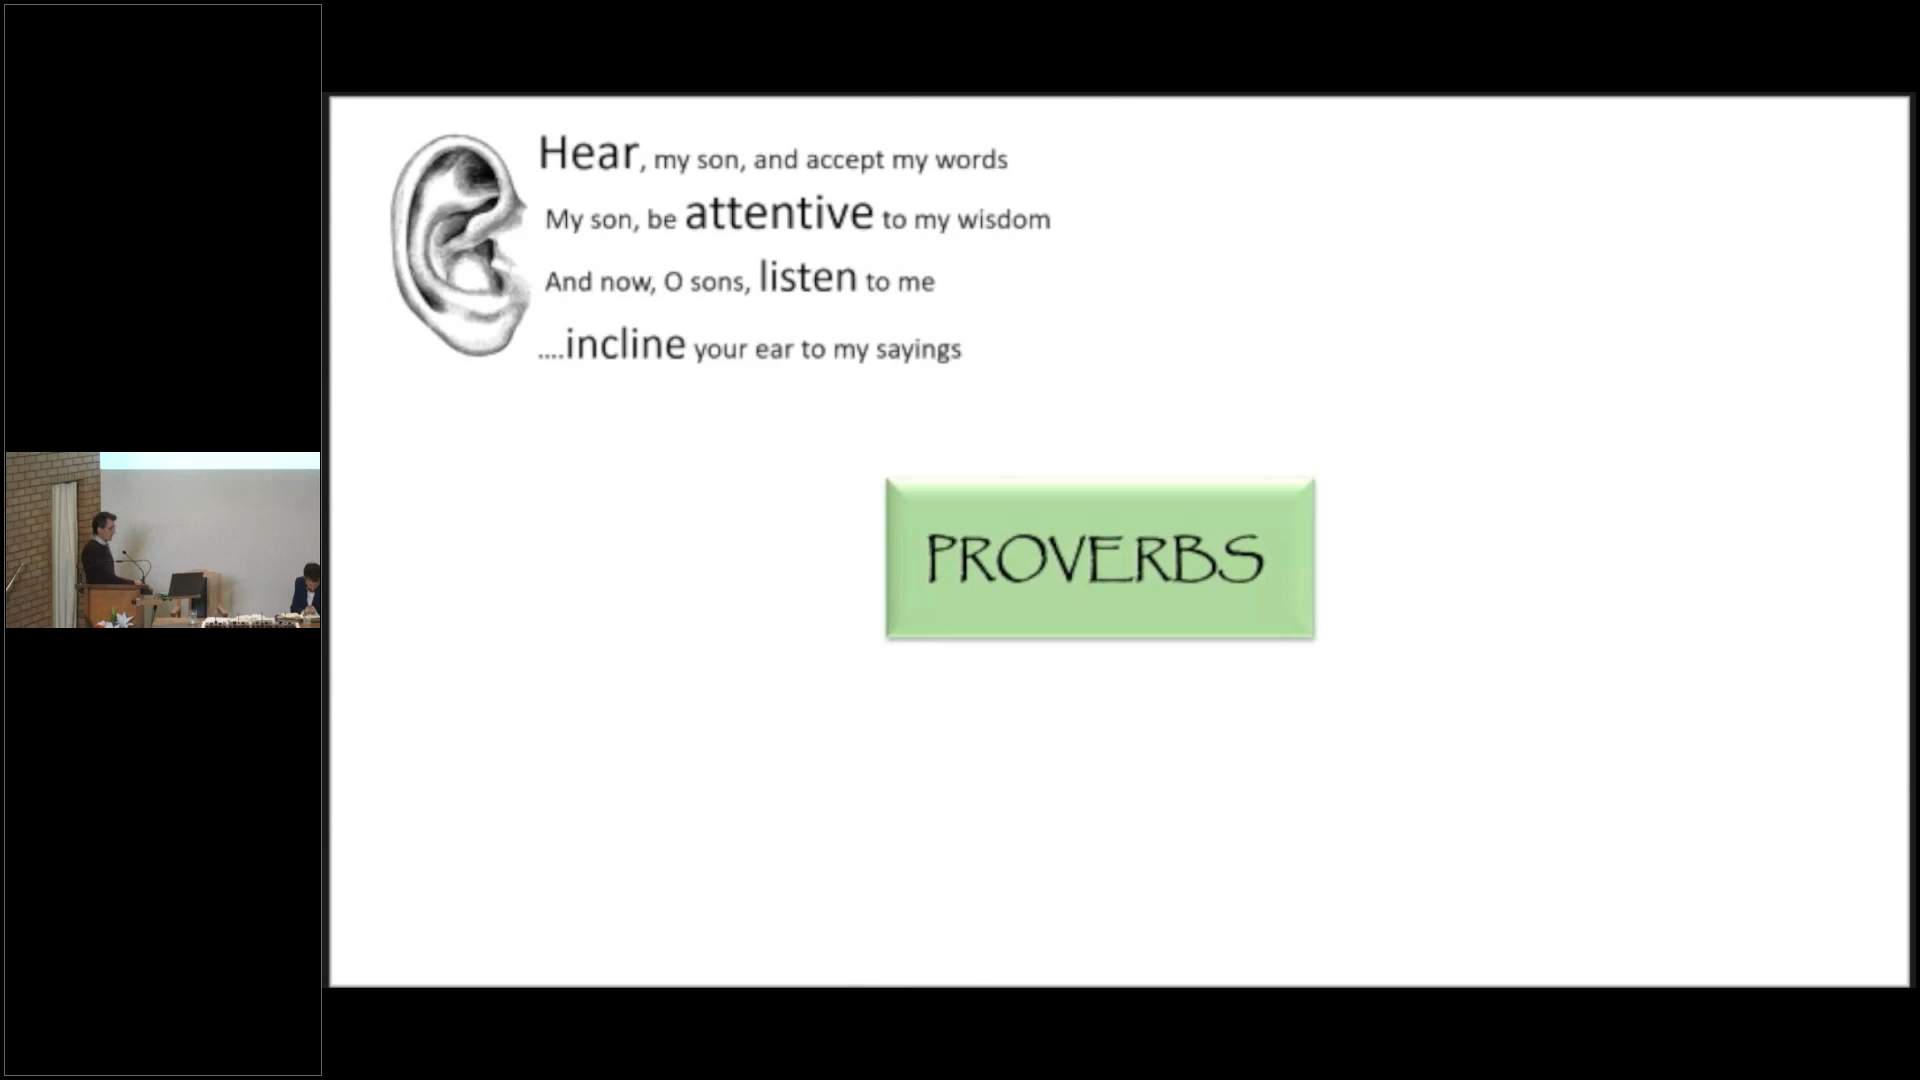 Hear, my son, and accept my words
My son, be attentive to my wisdom
And now, O sons, listen to me
....incline your ear to my sayings
PROVERBS